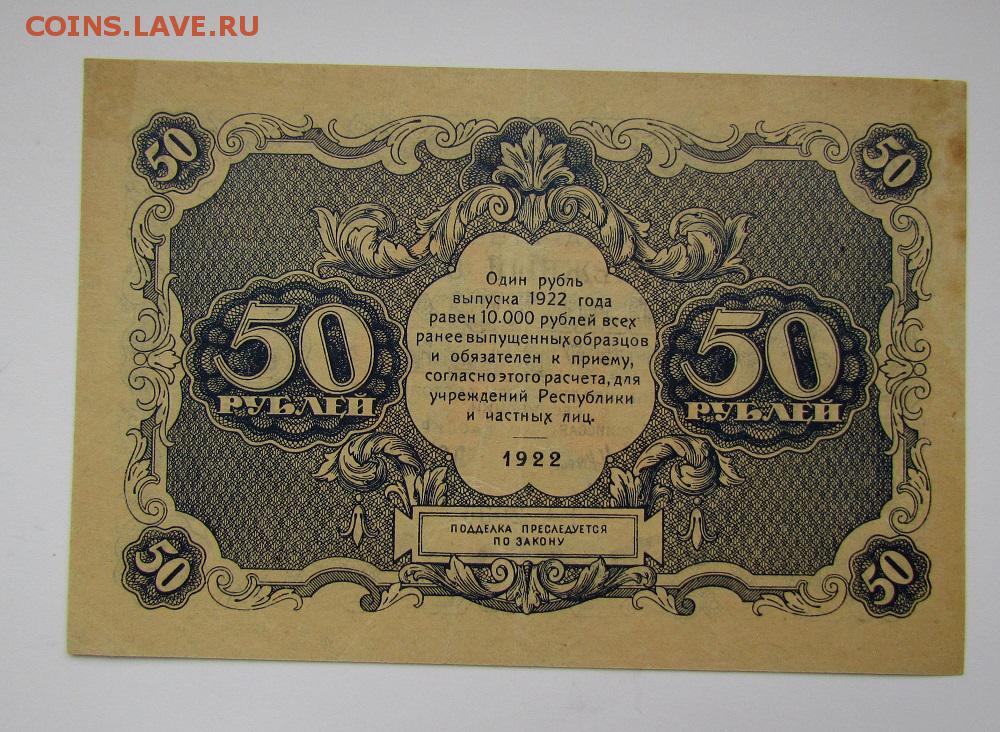 COINS.LAVE.RU
50
50
Один рубль
выпуска 1922 года
равен 10.000 рублей всех
ранее выпущенных образцов
и обязателен к приему,
согласно этого расчета, для
учреждений Республики
и частных лиц.
1922
50
РУБЛЕЙ
50
РУБЛЕЙ
ПОДДЕЛКА ПРЕСЛЕДУЕТСЯ
ПО ЗАКОНУ
50
50